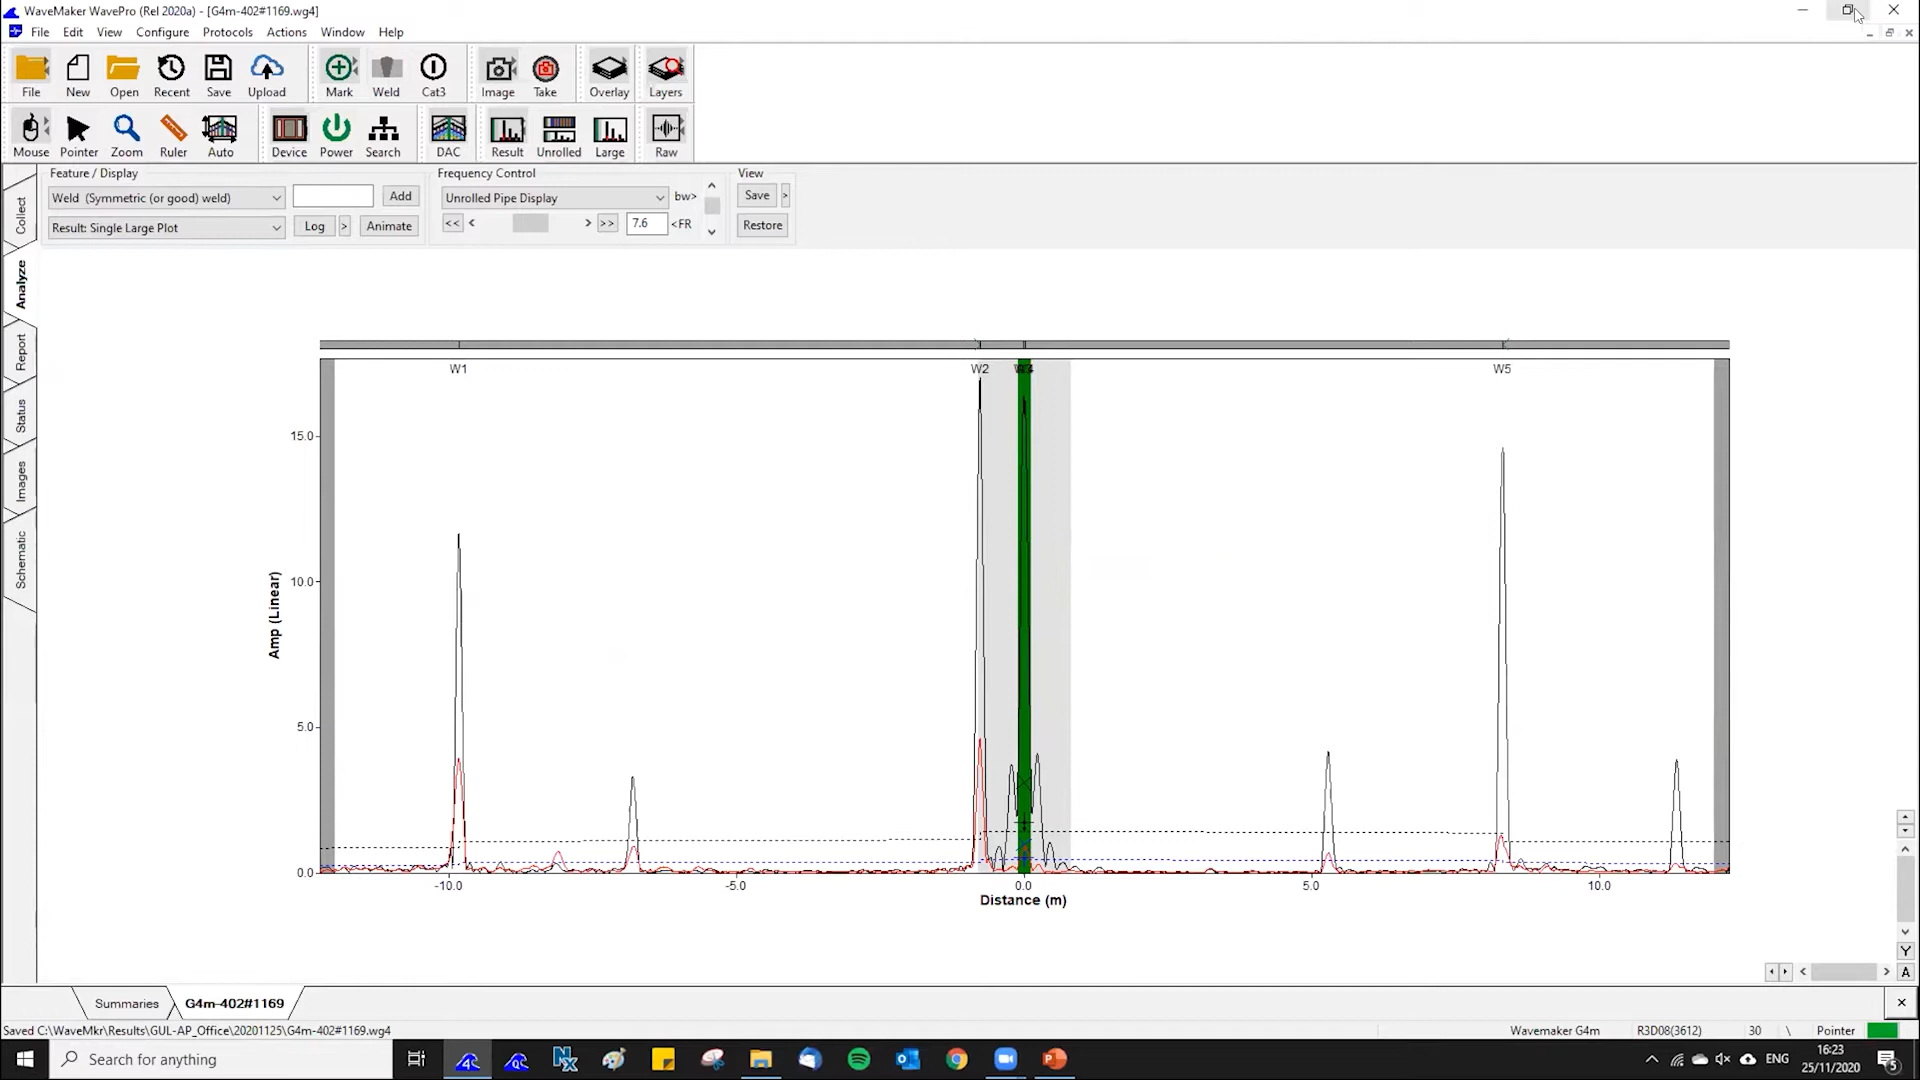 WaveMaker WavePro (Rel 2020a) - [G4m-402#1169.wg4]
File Edit View Configure Protocols Actions Window Help
File New Open Recent Save Upload Mark Weld Cat3 Image Take Overlay Layers
Mouse Pointer Zoom Ruler Auto Device Power Search DAC Result Unrolled Large Raw
Feature / Display Frequency Control View
Weld (Symmetric (or good) weld) Add Unrolled Pipe Display bw> Save >
Result: Single Large Plot Log > Animate << < > >> 7.6 <FR Restore
Collect
Analyze
Report
Status
Images
Schematic
W1 W2 W5
15.0
10.0
5.0
0.0
Amp (Linear)
-10.0 -5.0 0.0 5.0 10.0
Distance (m)
Y
A
Summaries G4m-402#1169
Saved C:\WaveMkr\Results\GUL-AP_Office\20201125\G4m-402#1169.wg4 Wavemaker G4m R3D08(3612) 30 \ Pointer
Search for anything ENG 16:23
25/11/2020 5